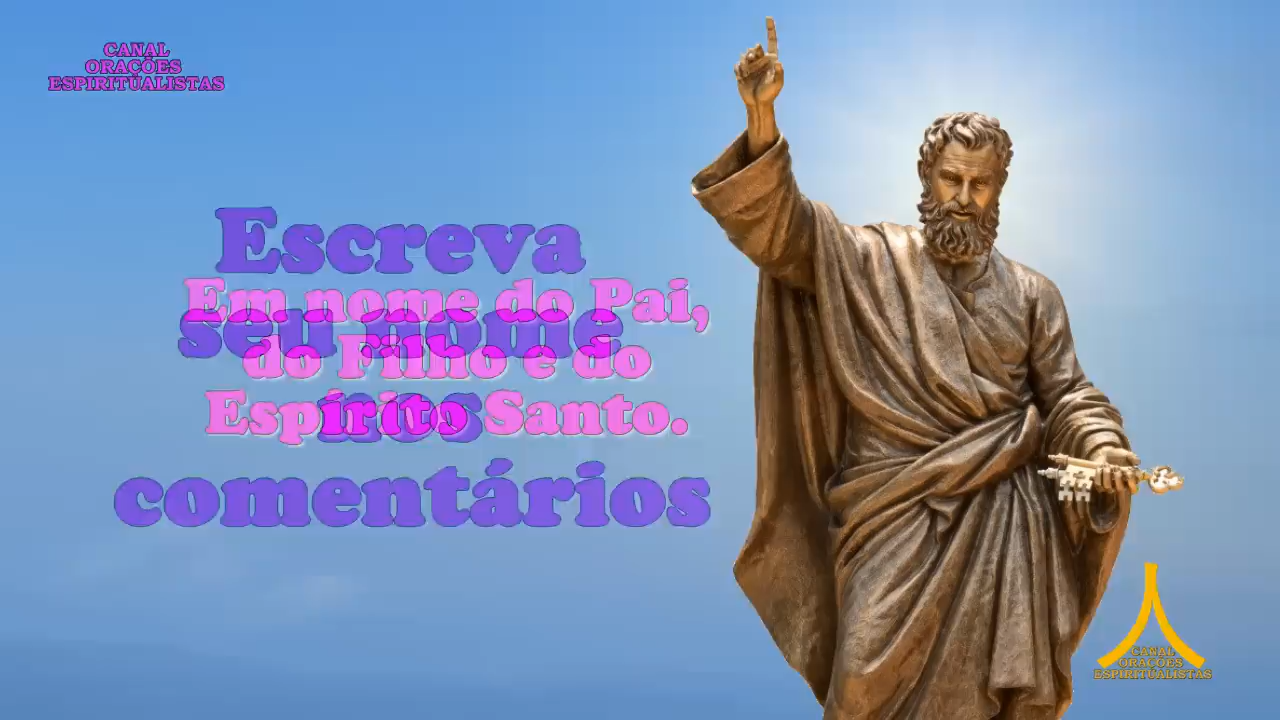 CANAL
ORAÇÕES
ESPIRITUALISTAS
Escreva
seu nome
nos
comentários
Em nome do Pai,
do Filho e do
Espírito Santo.
CANAL
ORAÇÕES
ESPIRITUALISTAS